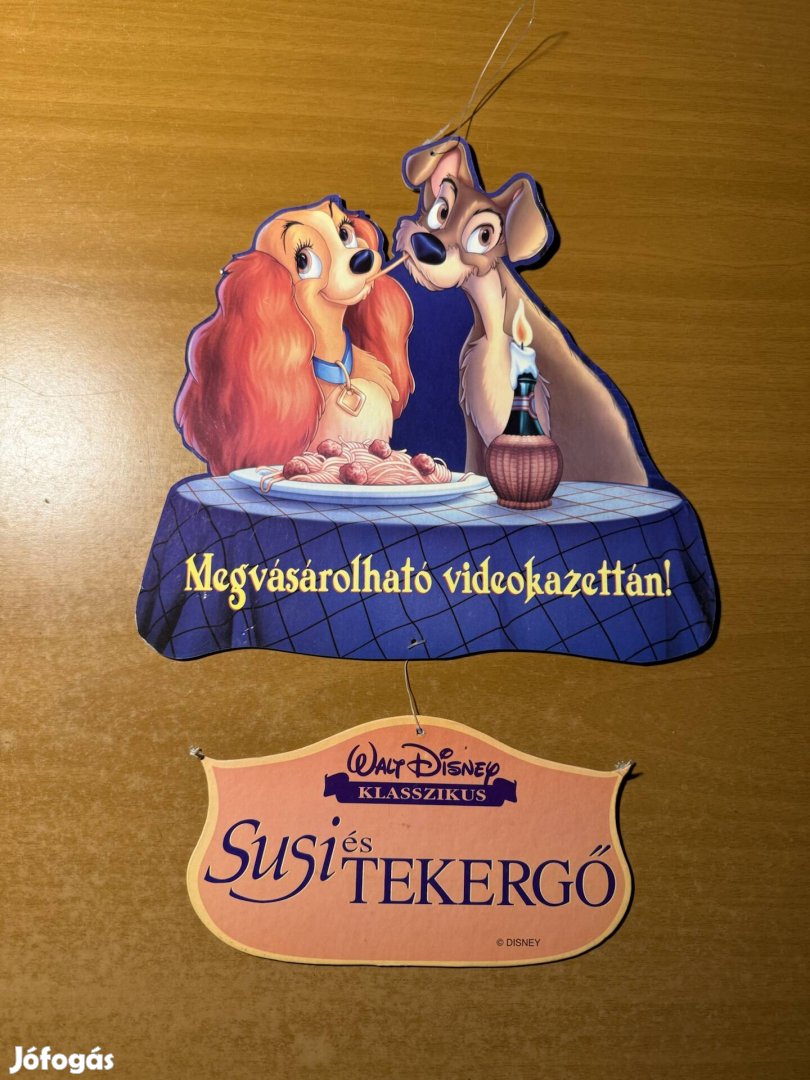 Megvásárolható videokazettán!
WALT DISNEY
KLASSZIKUS
Susi és TEKERGŐ
© DISNEY
Jófogás